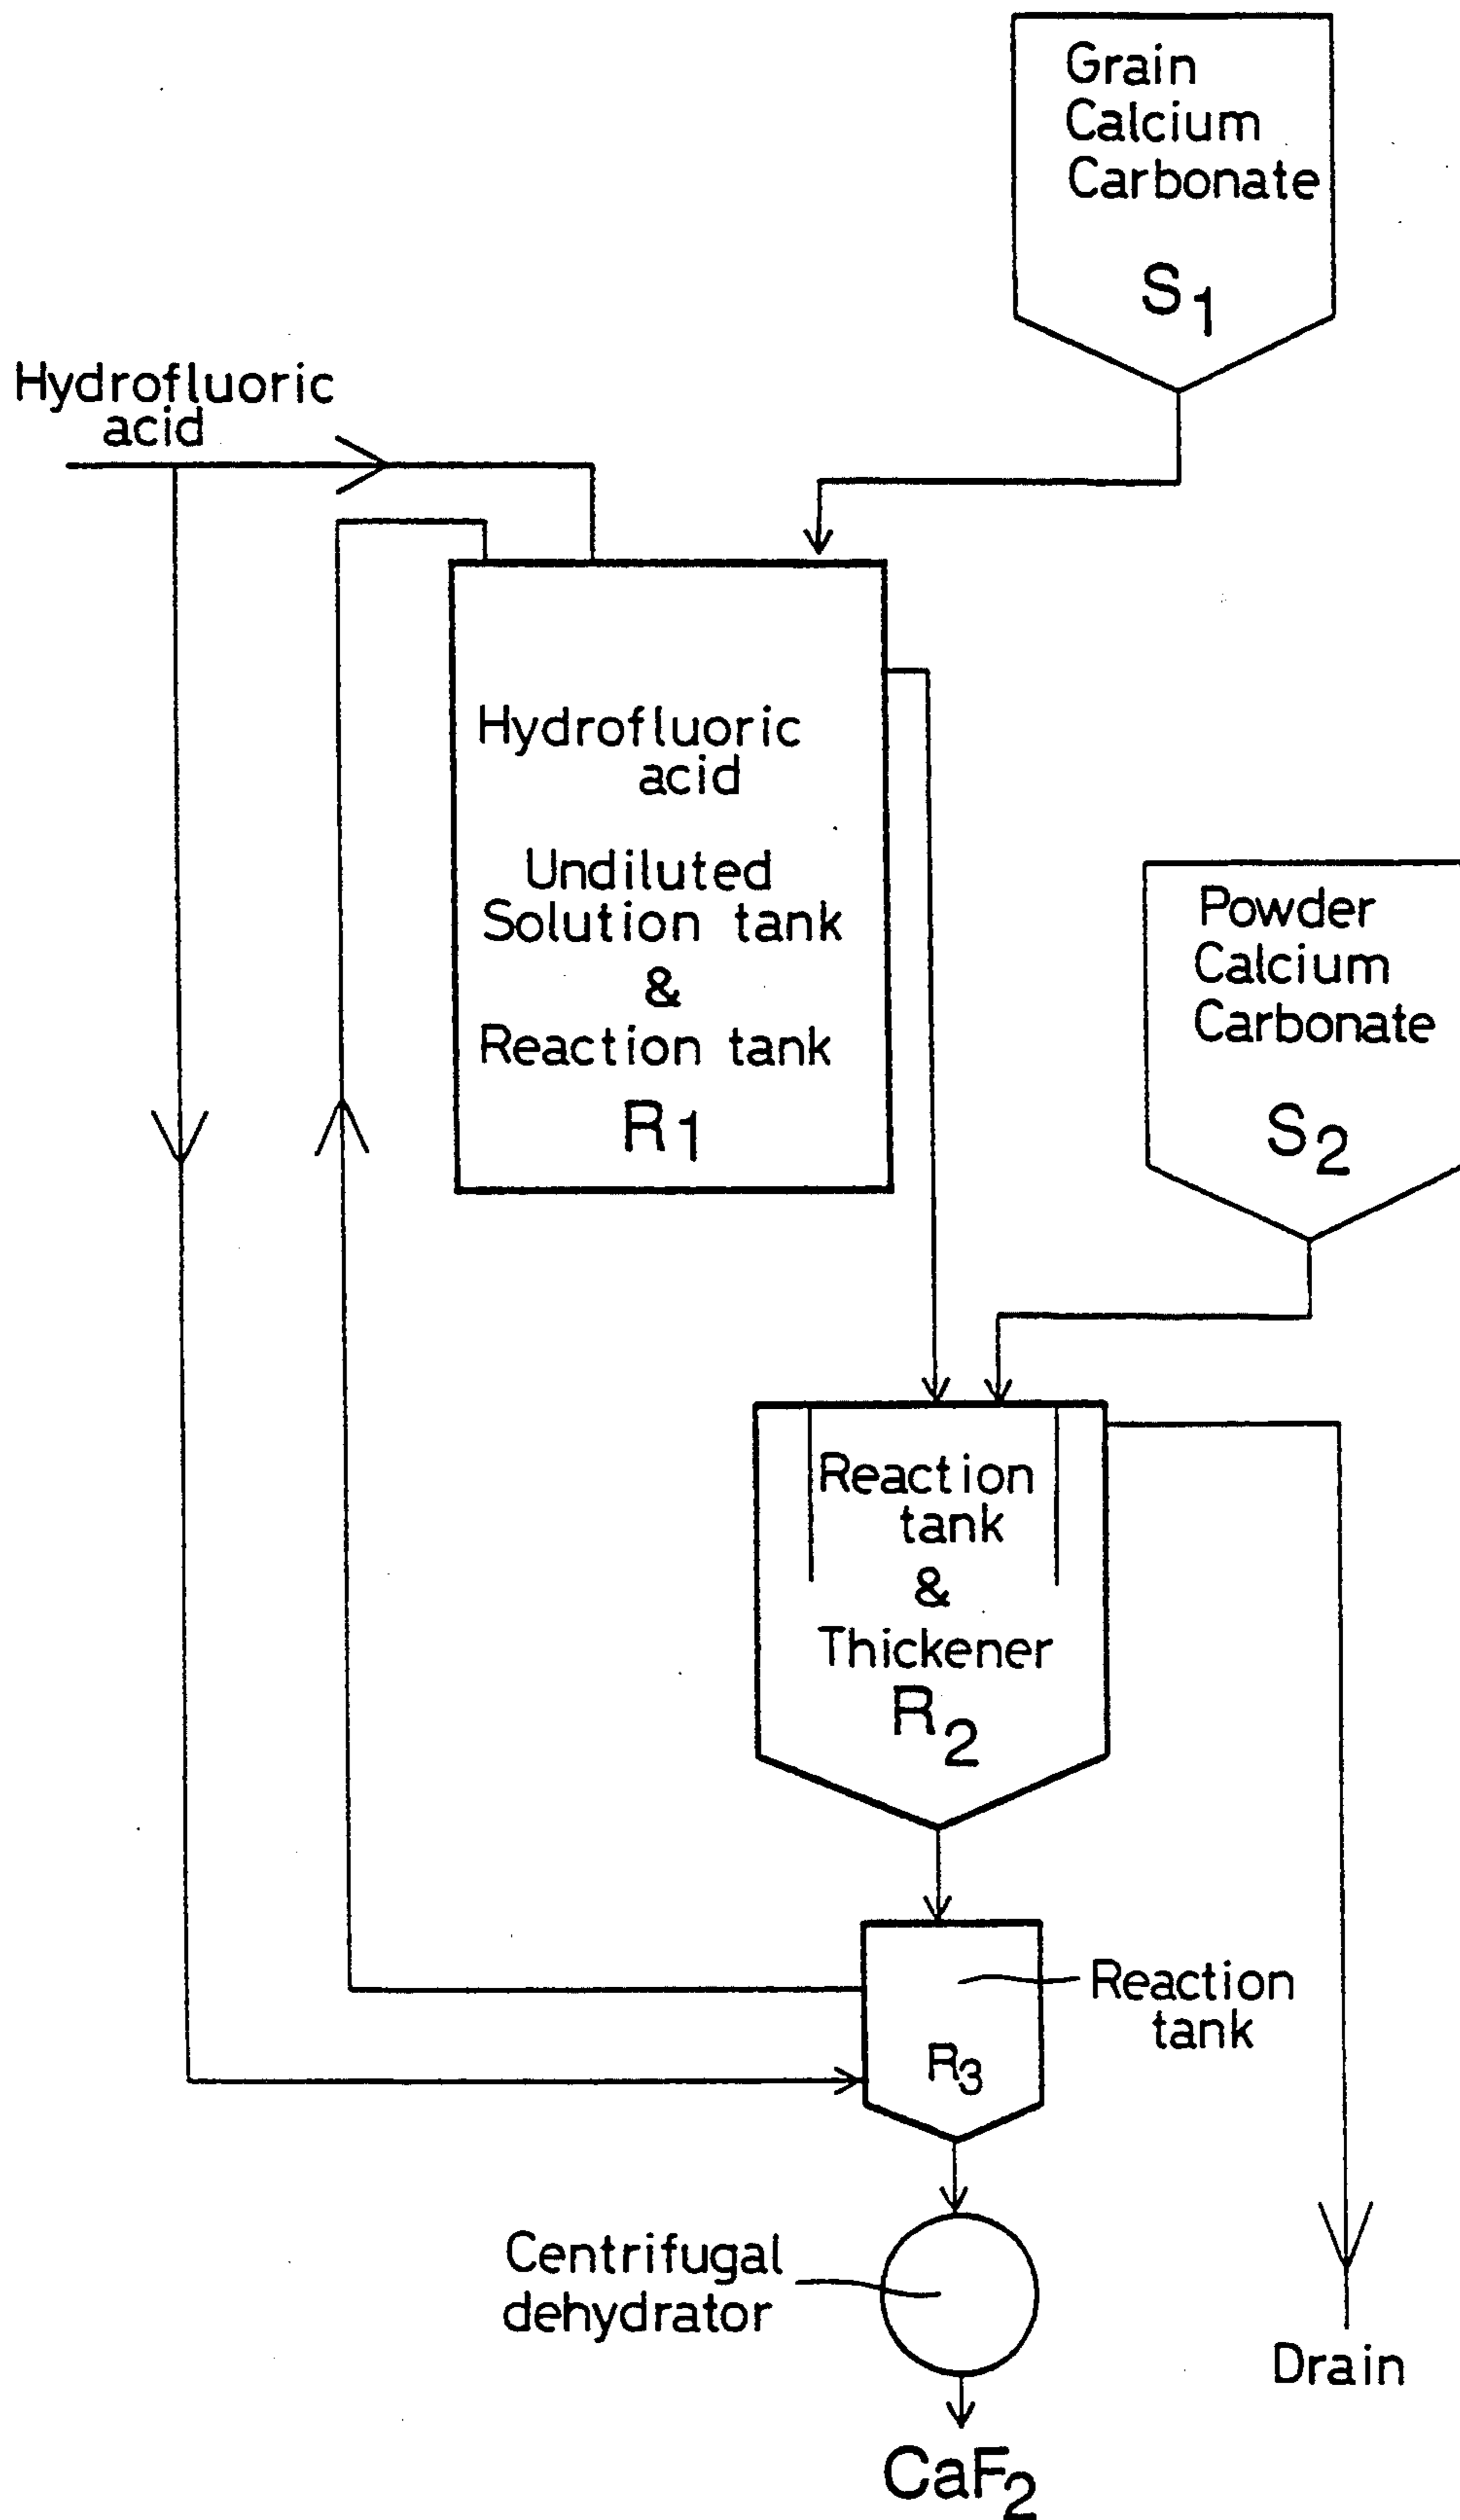 Grain
Calcium
Carbonate
S1
Hydrofluoric
acid
Hydrofluoric
acid
Undiluted
Solution tank
&
Reaction tank
R1
Powder
Calcium
Carbonate
S2
Reaction
tank
&
Thickener
R2
Reaction
tank
R3
Centrifugal
dehydrator
Drain
CaF2